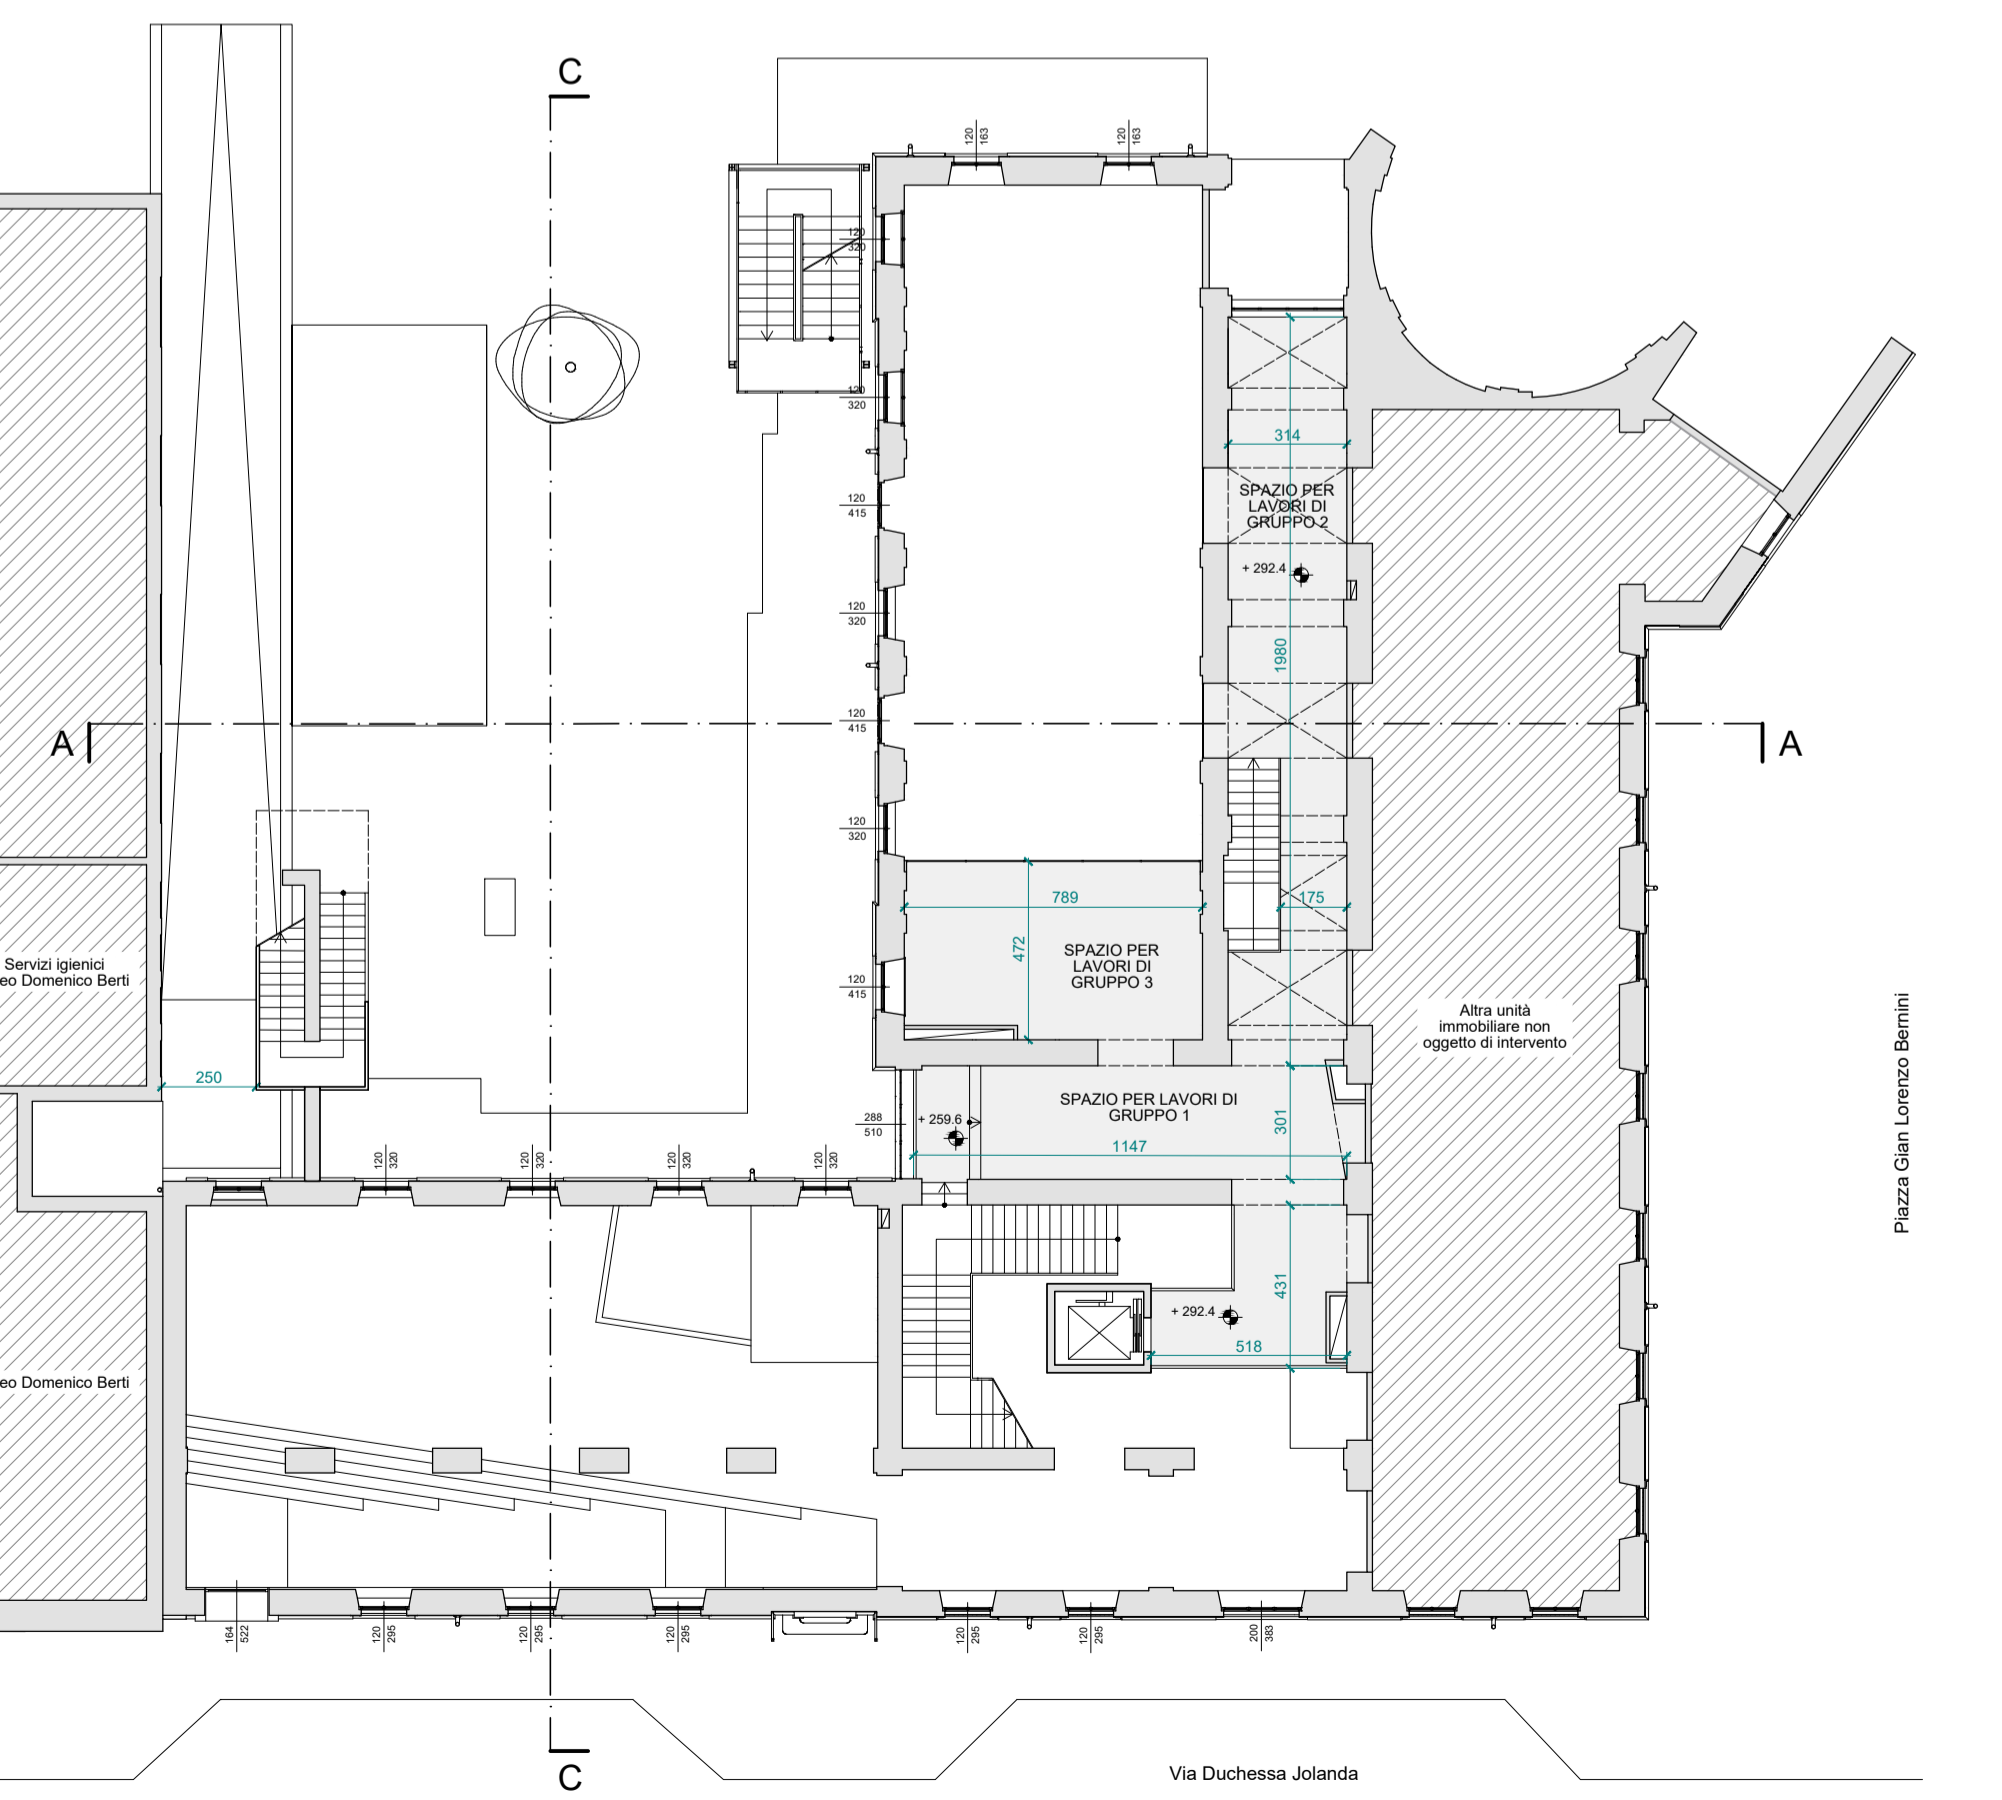 C
120
163
120
163
120
320
120
320
314
SPAZIO PER
LAVORI DI
GRUPPO 2
120
415
+ 292.4
120
320
1980
120
415
A
A
120
320
789
175
472
SPAZIO PER
LAVORI DI
GRUPPO 3
Servizi igienici
eo Domenico Berti
120
415
Altra unità
immobiliare non
oggetto di intervento
Piazza Gian Lorenzo Bernini
250
SPAZIO PER LAVORI DI
GRUPPO 1
288
510
+ 259.6
301
1147
120
320
120
320
120
320
120
320
431
+ 292.4
518
eo Domenico Berti
164
522
120
295
120
295
120
295
120
295
120
295
200
383
C
Via Duchessa Jolanda